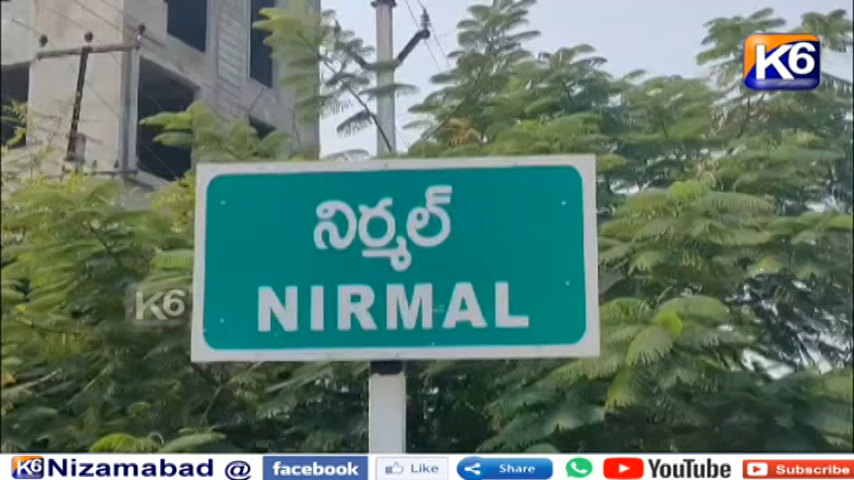 K6
నిర్మల్
NIRMAL
K6
K6 Nizamabad @ facebook Like Share YouTube Subscribe